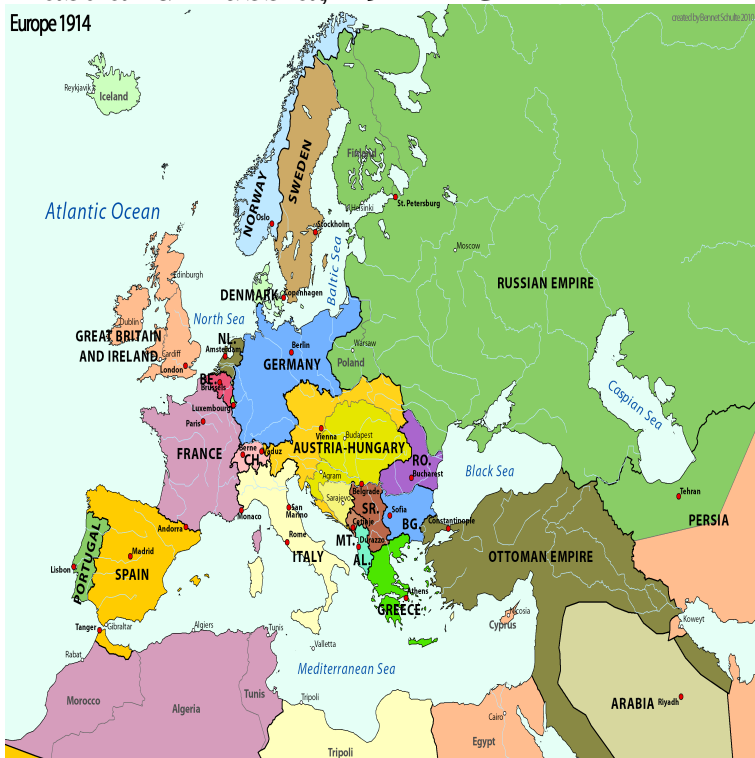 Europe 1914
created by Bennet Schulte 2010
Reykjavik
Iceland
Finland
NORWAY
SWEDEN
Helsinki
St. Petersburg
Oslo
Stockholm
Atlantic Ocean
Baltic Sea
Moscow
Edinburgh
RUSSIAN EMPIRE
DENMARK
Copenhagen
North Sea
Dublin
GREAT BRITAIN
AND IRELAND
Cardiff
London
NL.
Amsterdam
Berlin
GERMANY
Warsaw
Poland
BE.
Brussels
Luxembourg
Caspian Sea
Paris
Vienna
Budapest
AUSTRIA-HUNGARY
FRANCE
Berne
CH.
Vaduz
RO.
Bucharest
Black Sea
Agram
Belgrade
Sarajevo
SR.
Tehran
PERSIA
Monaco
San
Marino
Sofia
BG.
Constantinople
Cetinje
Andorra
Rome
MT.
Durazzo
ITALY
AL.
OTTOMAN EMPIRE
PORTUGAL
Madrid
Lisbon
SPAIN
Athens
GREECE
Nicosia
Cyprus
Koweyt
Tanger
Gibraltar
Algiers
Tunis
Valletta
Rabat
Mediterranean Sea
Morocco
Algeria
Tunis
Tripoli
ARABIA
Riyadh
Cairo
Egypt
Tripoli